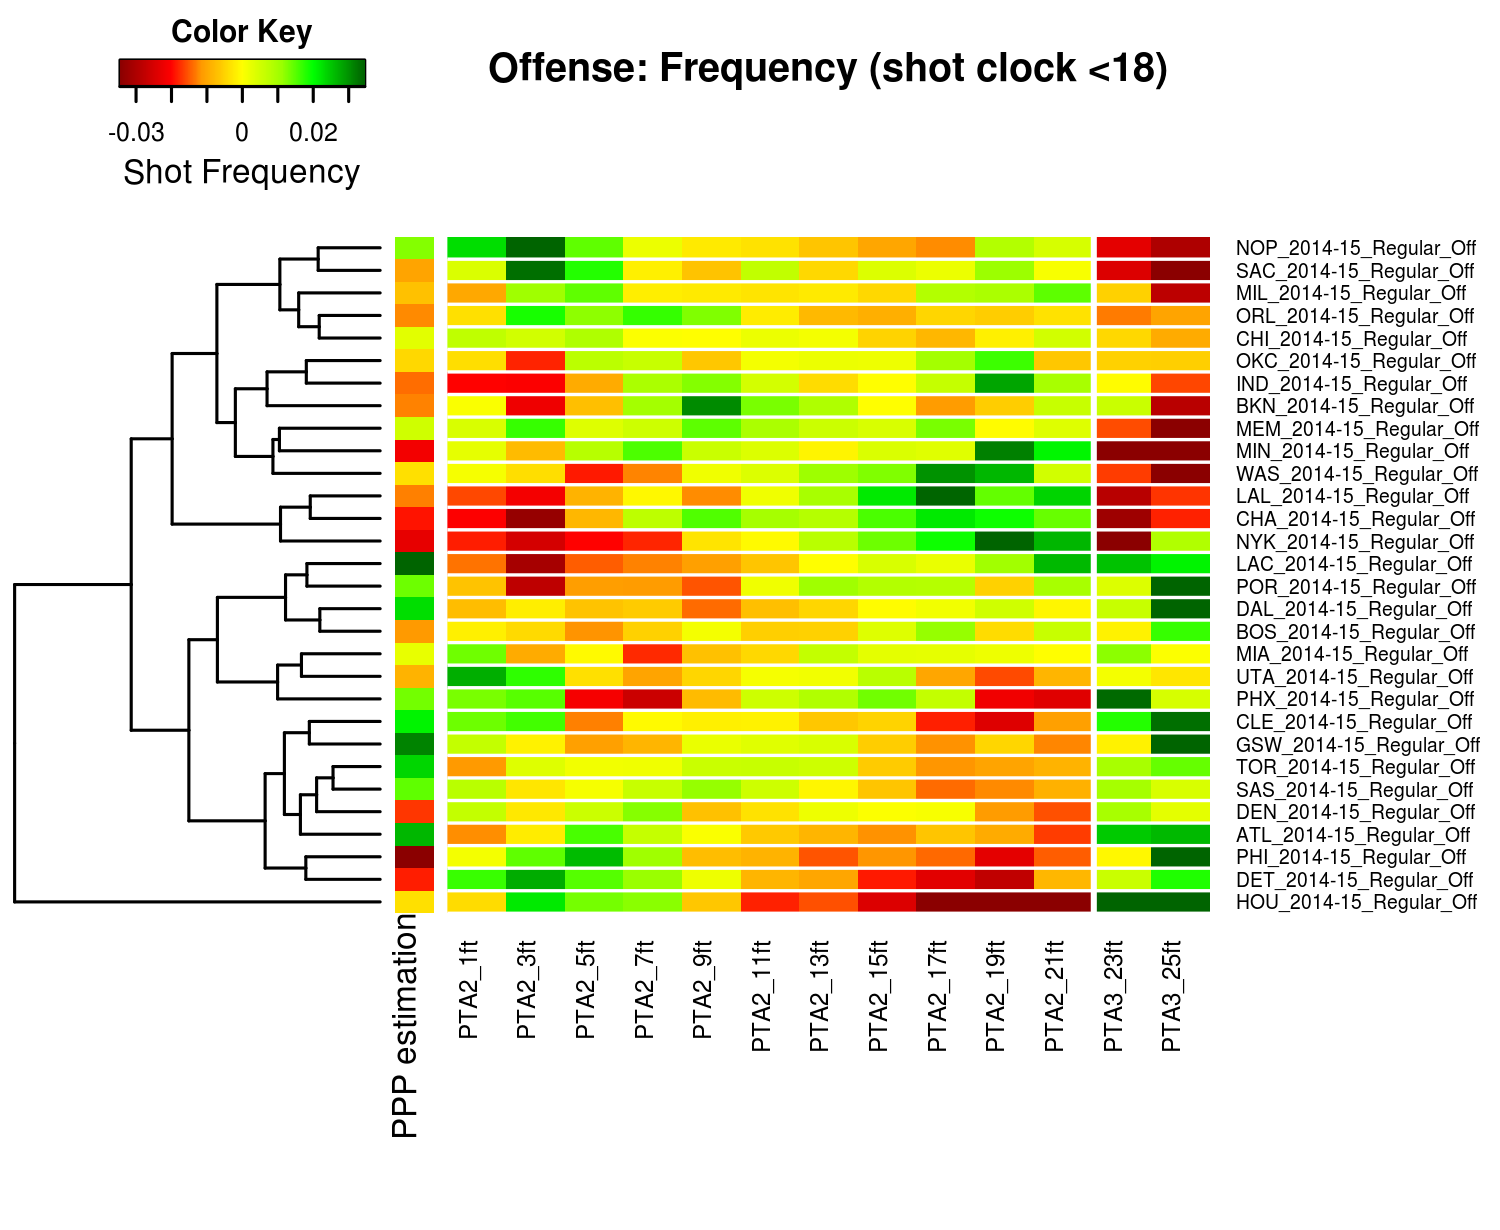 Color Key
Offense: Frequency (shot clock <18)
-0.03 0 0.02
Shot Frequency
NOP_2014-15_Regular_Off
SAC_2014-15_Regular_Off
MIL_2014-15_Regular_Off
ORL_2014-15_Regular_Off
CHI_2014-15_Regular_Off
OKC_2014-15_Regular_Off
IND_2014-15_Regular_Off
BKN_2014-15_Regular_Off
MEM_2014-15_Regular_Off
MIN_2014-15_Regular_Off
WAS_2014-15_Regular_Off
LAL_2014-15_Regular_Off
CHA_2014-15_Regular_Off
NYK_2014-15_Regular_Off
LAC_2014-15_Regular_Off
POR_2014-15_Regular_Off
DAL_2014-15_Regular_Off
BOS_2014-15_Regular_Off
MIA_2014-15_Regular_Off
UTA_2014-15_Regular_Off
PHX_2014-15_Regular_Off
CLE_2014-15_Regular_Off
GSW_2014-15_Regular_Off
TOR_2014-15_Regular_Off
SAS_2014-15_Regular_Off
DEN_2014-15_Regular_Off
ATL_2014-15_Regular_Off
PHI_2014-15_Regular_Off
DET_2014-15_Regular_Off
HOU_2014-15_Regular_Off
PPP estimation
PTA2_1ft
PTA2_3ft
PTA2_5ft
PTA2_7ft
PTA2_9ft
PTA2_11ft
PTA2_13ft
PTA2_15ft
PTA2_17ft
PTA2_19ft
PTA2_21ft
PTA3_23ft
PTA3_25ft